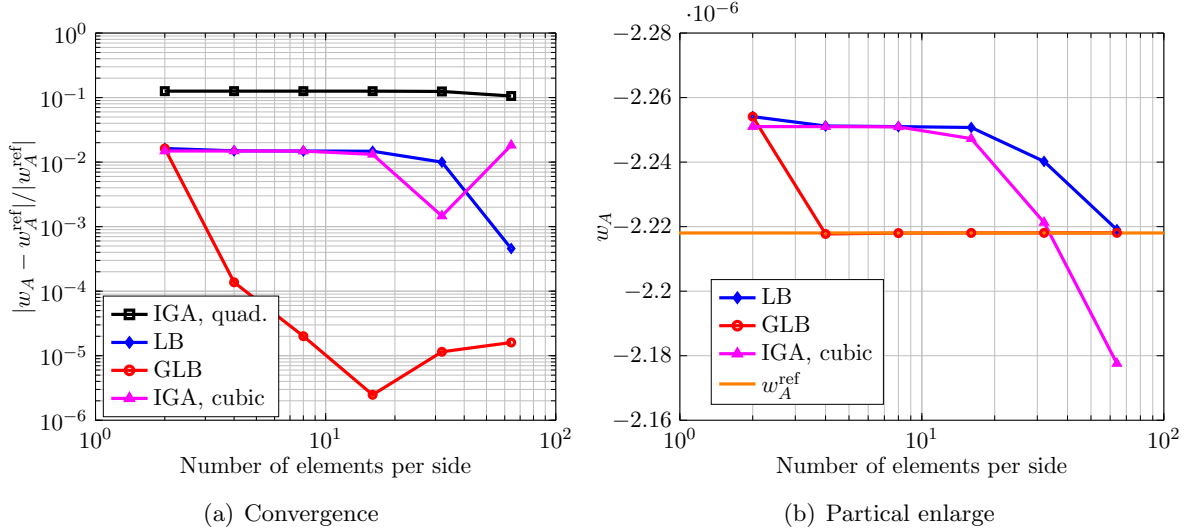 10^0
10^-1
10^-2
10^-3
10^-4
10^-5
10^-6
|w_A − w_A^ref|/|w_A^ref|
IGA, quad.
LB
GLB
IGA, cubic
10^0
10^1
10^2
Number of elements per side
(a) Convergence
·10^-6
−2.28
−2.26
−2.24
−2.22
−2.2
−2.18
−2.16
w_A
LB
GLB
IGA, cubic
w_A^ref
10^0
10^1
10^2
Number of elements per side
(b) Partical enlarge